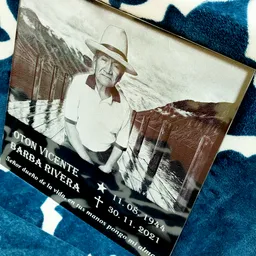 OTON VICENTE
BARBA RIVERA
11. 08. 1944
30. 11. 2021
Señor dueño de la vida, en tus manos pongo mi alma